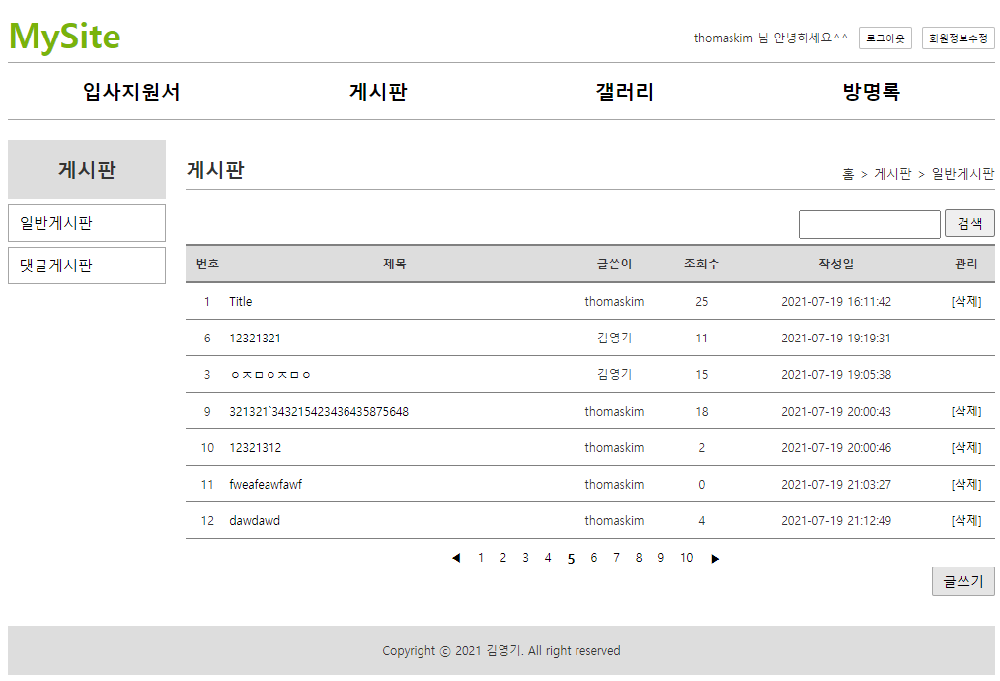 MySite
thomaskim 님 안녕하세요^^ 로그아웃 회원정보수정
입사지원서 게시판 갤러리 방명록
게시판
일반게시판
댓글게시판
게시판
홈 > 게시판 > 일반게시판
검색
번호 제목 글쓴이 조회수 작성일 관리
1 Title thomaskim 25 2021-07-19 16:11:42 [삭제]
6 12321321 김영기 11 2021-07-19 19:19:31
3 ㅇㅈㅁㅇㅈㅁㅇ 김영기 15 2021-07-19 19:05:38
9 321321`343215423436435875648 thomaskim 18 2021-07-19 20:00:43 [삭제]
10 12321312 thomaskim 2 2021-07-19 20:00:46 [삭제]
11 fweafeawfawf thomaskim 0 2021-07-19 21:03:27 [삭제]
12 dawdawd thomaskim 4 2021-07-19 21:12:49 [삭제]
◀ 1 2 3 4 5 6 7 8 9 10 ▶
글쓰기
Copyright ⓒ 2021 김영기. All right reserved